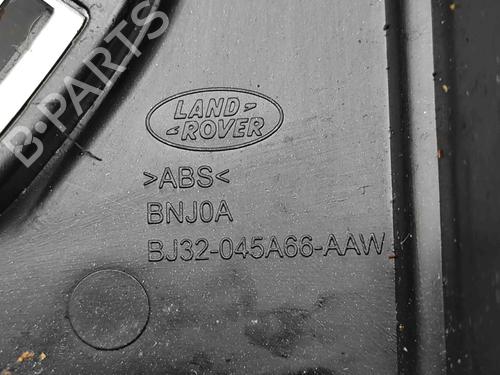 B-PARTS
LAND-
-ROVER
>ABS<
BNJ0A
BJ32-045A66-AAW